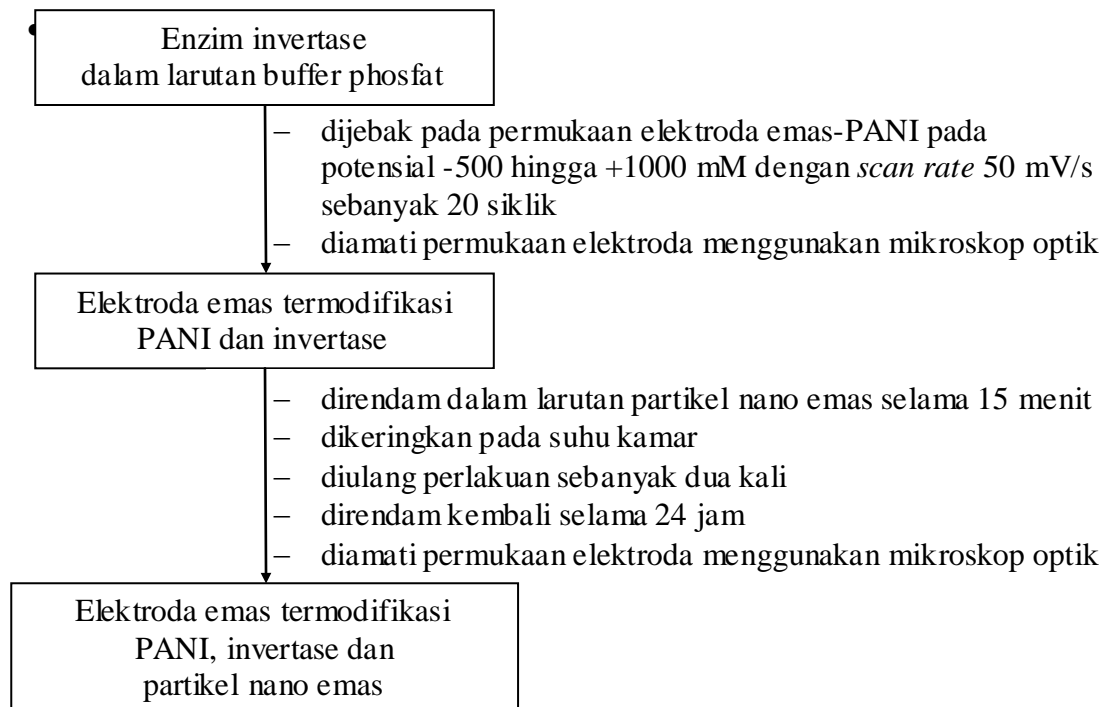 •
Enzim invertase
dalam larutan buffer phosfat
– dijebak pada permukaan elektroda emas-PANI pada
potensial -500 hingga +1000 mM dengan scan rate 50 mV/s
sebanyak 20 siklik
– diamati permukaan elektroda menggunakan mikroskop optik
Elektroda emas termodifikasi
PANI dan invertase
– direndam dalam larutan partikel nano emas selama 15 menit
– dikeringkan pada suhu kamar
– diulang perlakuan sebanyak dua kali
– direndam kembali selama 24 jam
– diamati permukaan elektroda menggunakan mikroskop optik
Elektroda emas termodifikasi
PANI, invertase dan
partikel nano emas